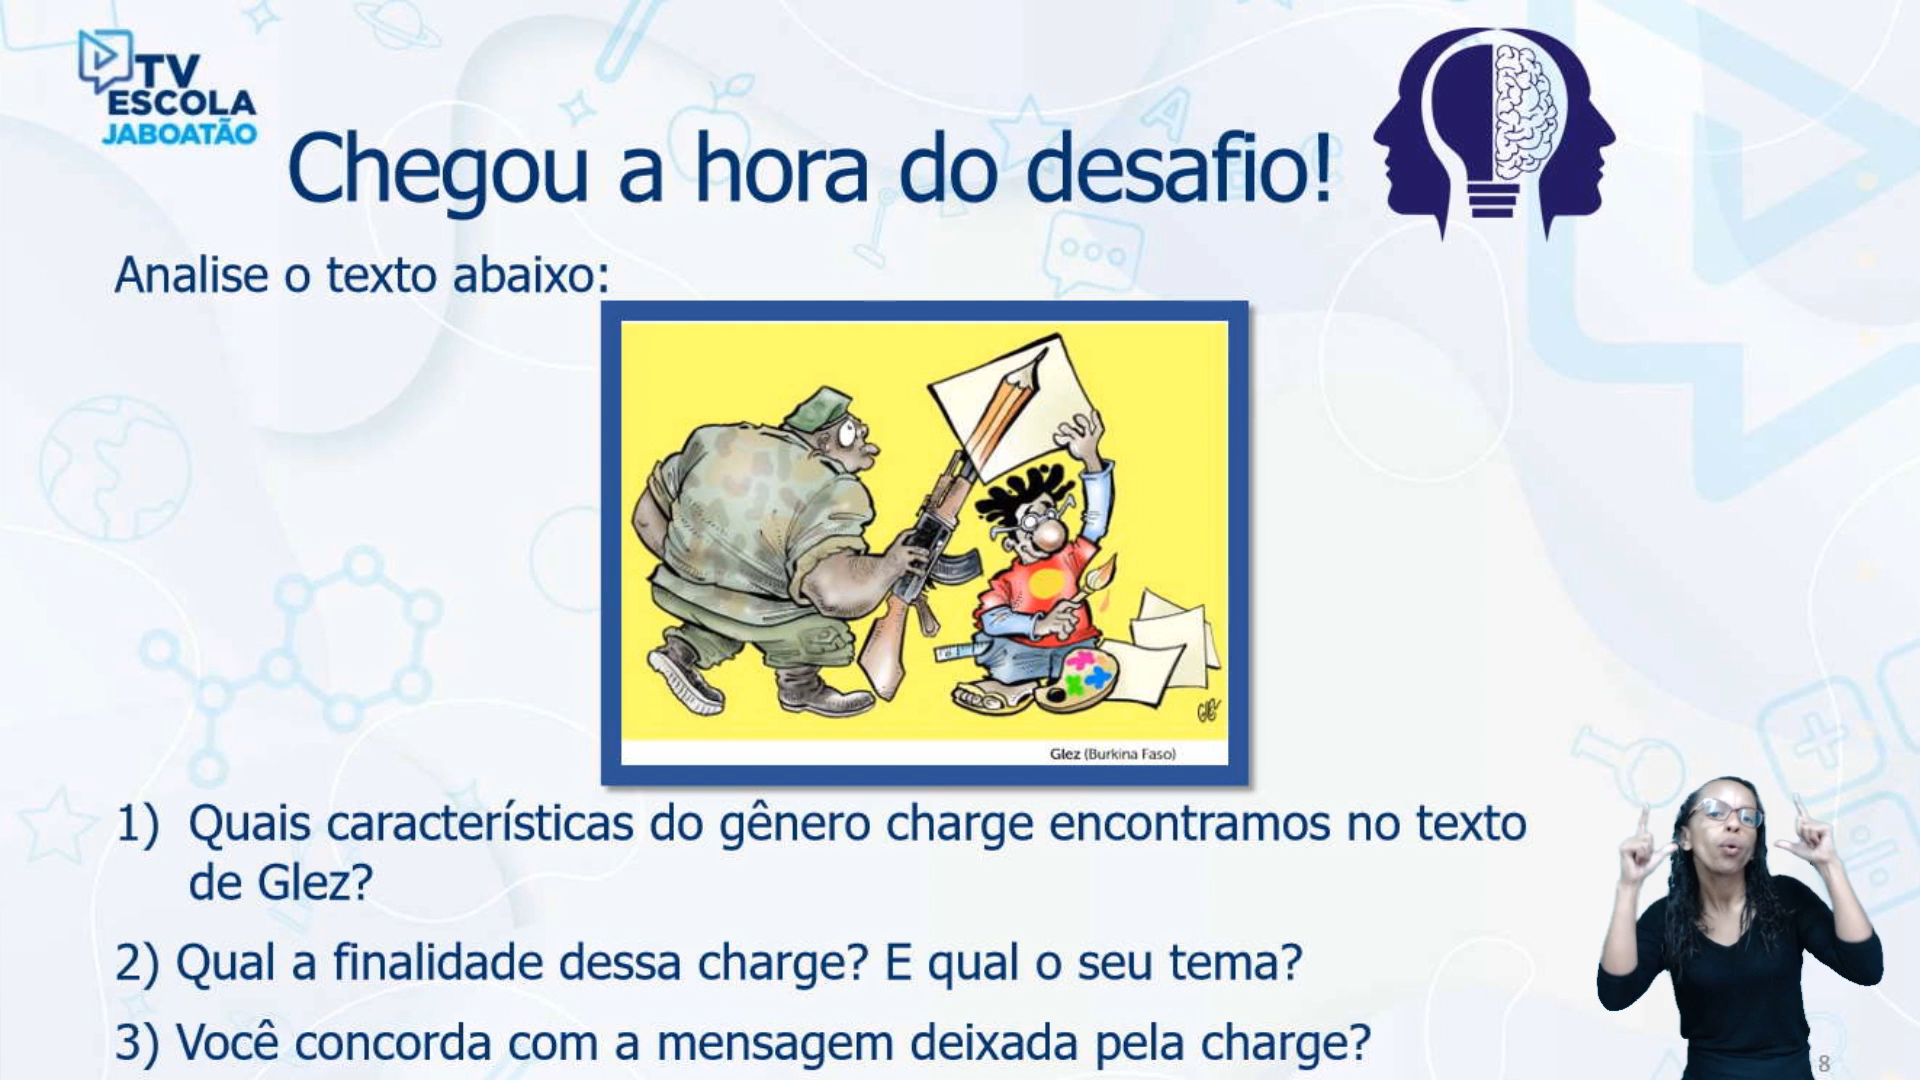 TV
ESCOLA
JABOATÃO
Chegou a hora do desafio!
Analise o texto abaixo:
Glez (Burkina Faso)
1) Quais características do gênero charge encontramos no texto
de Glez?
2) Qual a finalidade dessa charge? E qual o seu tema?
3) Você concorda com a mensagem deixada pela charge?
8